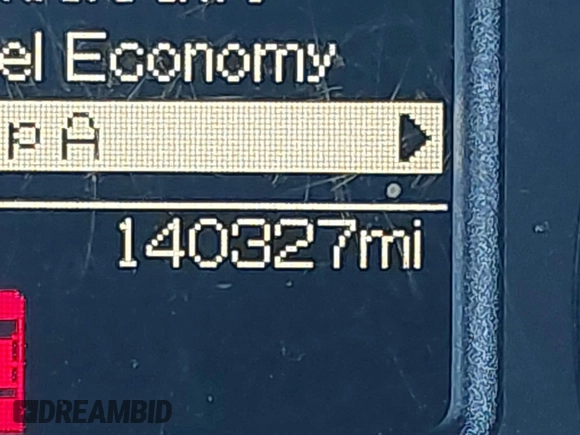 el Economy
p A
140327mi
DREAMBID